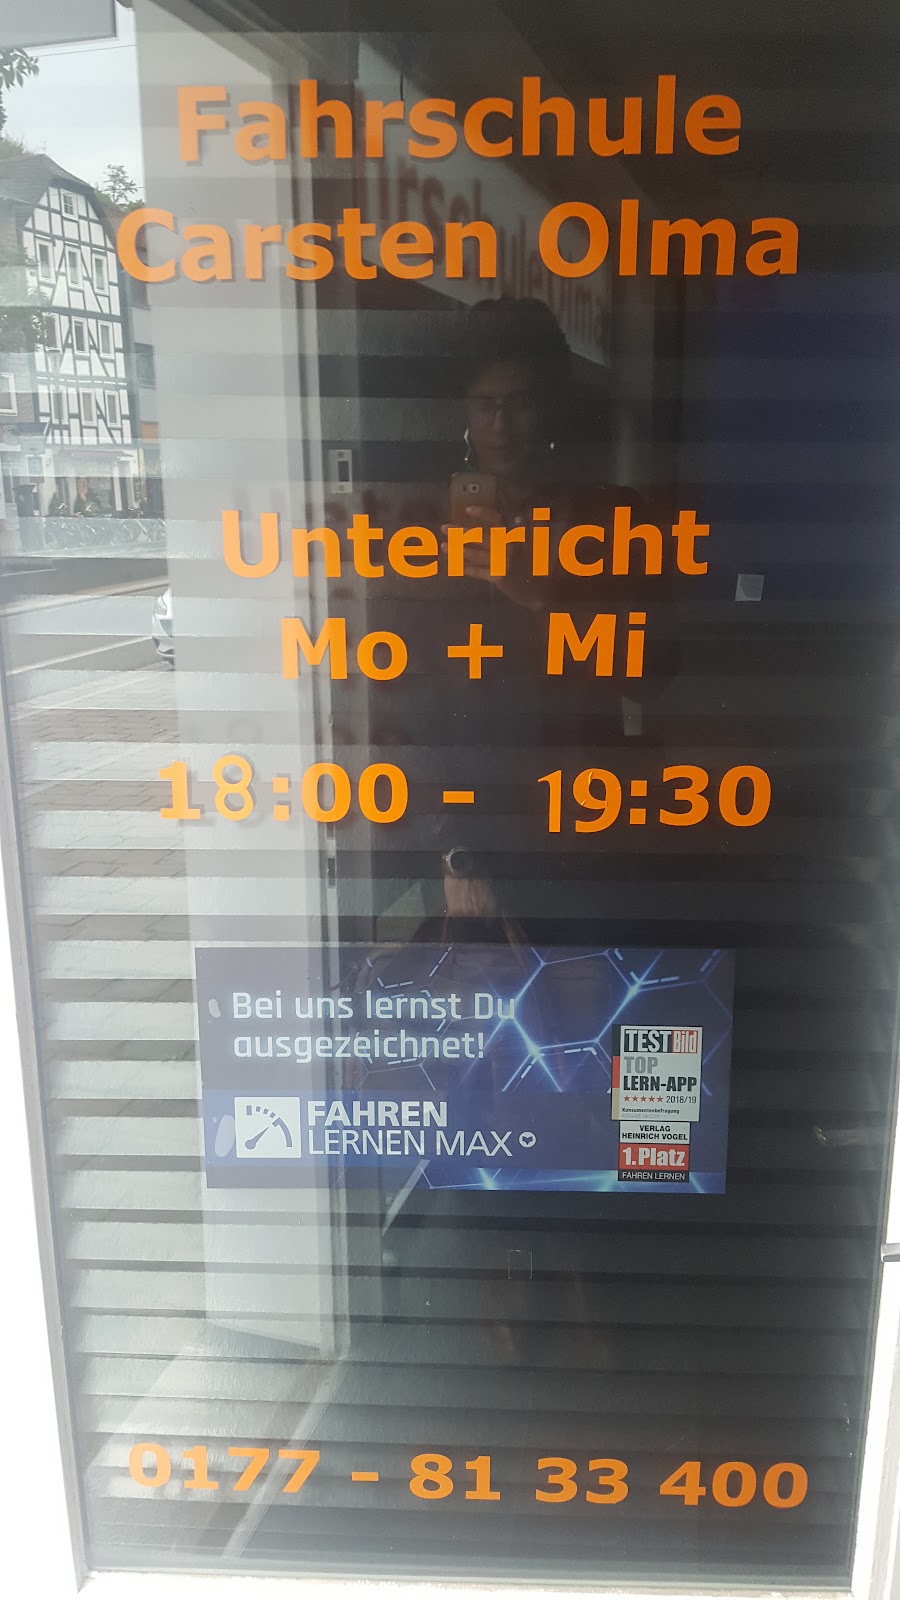 Fahrschule
Carsten Olma
Unterricht
Mo + Mi
18:00 - 19:30
Bei uns lernst Du
ausgezeichnet!
FAHREN
LERNEN MAX
TEST Bild
TOP
LERN-APP
★★★★★ 2018/19
Konsumentenbefragung
VERLAG
HEINRICH VOGEL
1. Platz
FAHREN LERNEN
0177 - 81 33 400